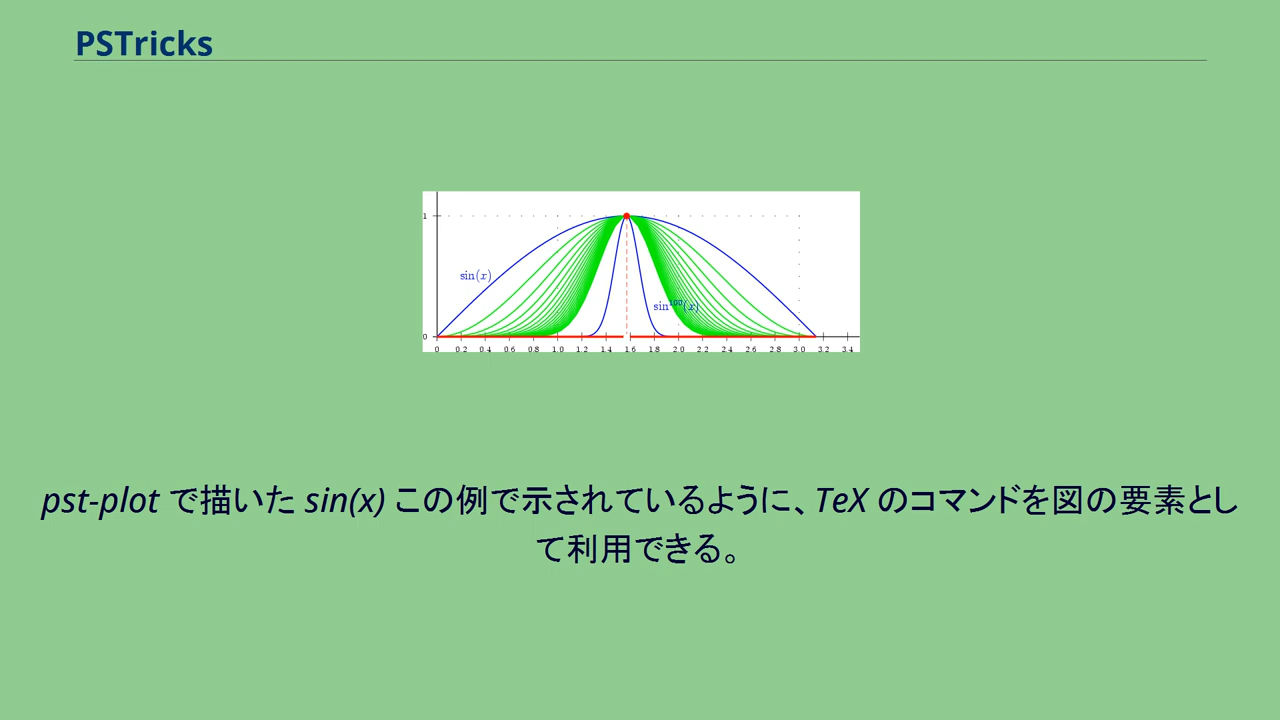 PSTricks
1
sin(x)
sin¹⁰⁰(x)
0
0 0.2 0.4 0.6 0.8 1.0 1.2 1.4 1.6 1.8 2.0 2.2 2.4 2.6 2.8 3.0 3.2 3.4
pst-plot で描いた sin(x) この例で示されているように、TeX のコマンドを図の要素とし
て利用できる。